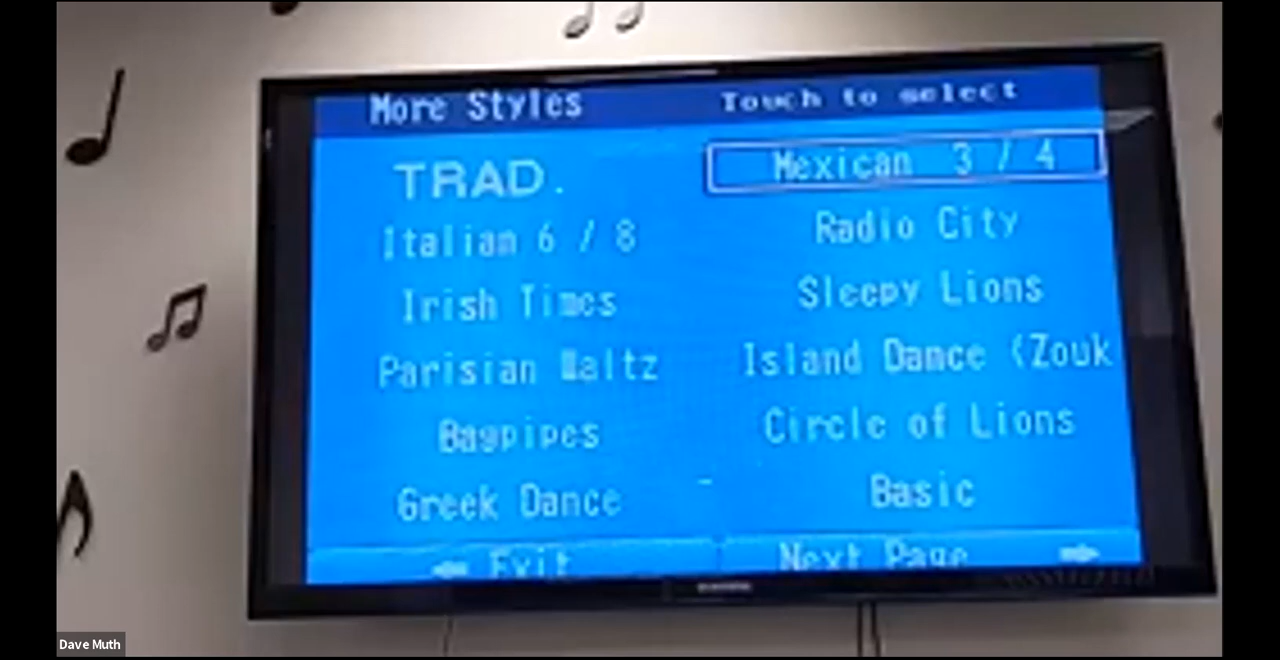 More Styles
Touch to select
TRAD.
Italian 6 / 8
Irish Times
Parisian Waltz
Bagpipes
Greek Dance
Mexican 3 / 4
Radio City
Sleepy Lions
Island Dance (Zouk
Circle of Lions
Basic
Exit
Next Page
Dave Muth